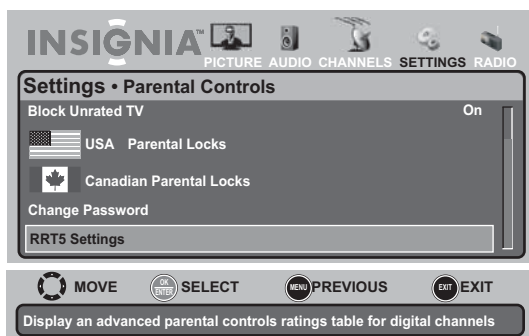 INSIGNIA™
PICTURE AUDIO CHANNELS SETTINGS RADIO
Settings • Parental Controls
Block Unrated TV On
USA Parental Locks
Canadian Parental Locks
Change Password
RRT5 Settings
MOVE OK ENTER SELECT MENU PREVIOUS EXIT EXIT
Display an advanced parental controls ratings table for digital channels